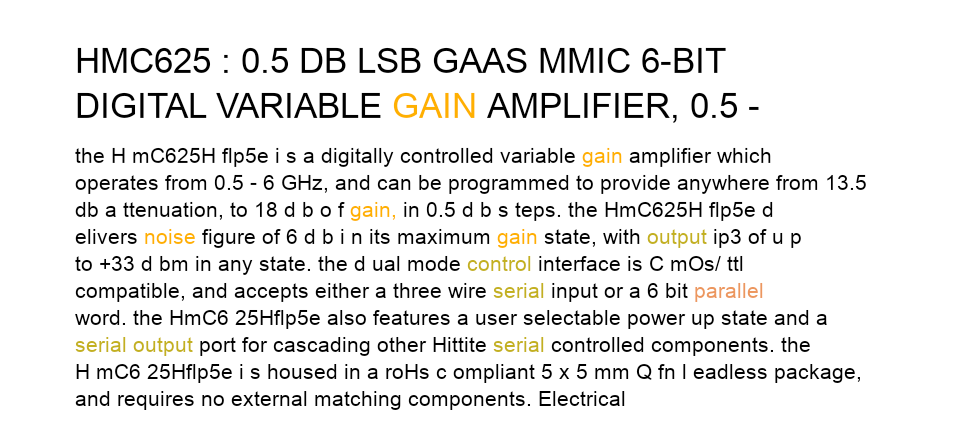 HMC625 : 0.5 DB LSB GAAS MMIC 6-BIT
DIGITAL VARIABLE GAIN AMPLIFIER, 0.5 -
the H mC625H flp5e i s a digitally controlled variable gain amplifier which
operates from 0.5 - 6 GHz, and can be programmed to provide anywhere from 13.5
db a ttenuation, to 18 d b o f gain, in 0.5 d b s teps. the HmC625H flp5e d
elivers noise figure of 6 d b i n its maximum gain state, with output ip3 of u p
to +33 d bm in any state. the d ual mode control interface is C mOs/ ttl
compatible, and accepts either a three wire serial input or a 6 bit parallel
word. the HmC6 25Hflp5e also features a user selectable power up state and a
serial output port for cascading other Hittite serial controlled components. the
H mC6 25Hflp5e i s housed in a roHs c ompliant 5 x 5 mm Q fn l eadless package,
and requires no external matching components. Electrical